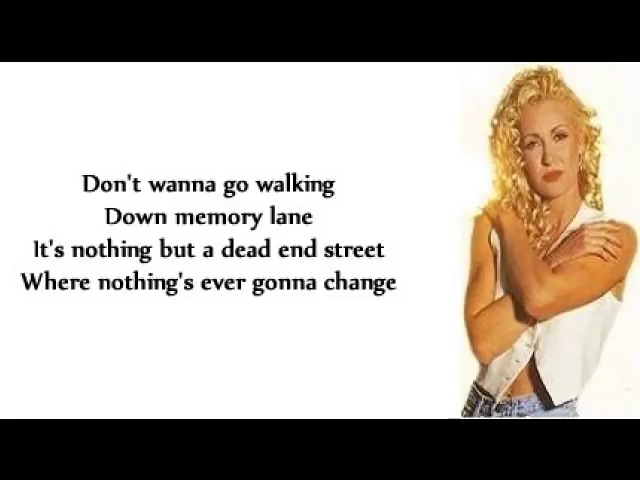 Don't wanna go walking
Down memory lane
It's nothing but a dead end street
Where nothing's ever gonna change